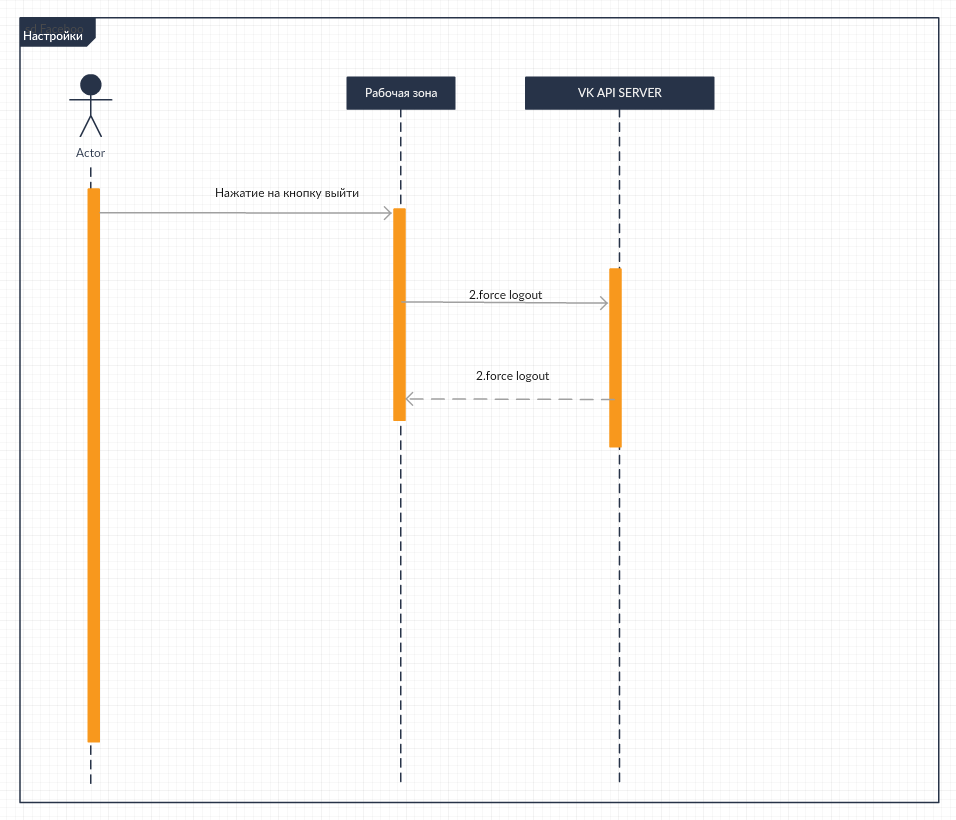 Настройки
Рабочая зона
VK API SERVER
Actor
Нажатие на кнопку выйти
2.force logout
2.force logout